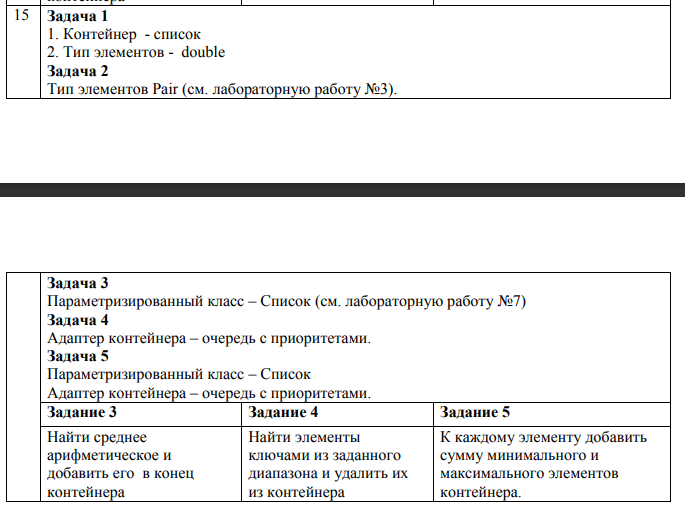 контейнера
15
Задача 1
1. Контейнер - список
2. Тип элементов - double
Задача 2
Тип элементов Pair (см. лабораторную работу №3).
Задача 3
Параметризированный класс – Список (см. лабораторную работу №7)
Задача 4
Адаптер контейнера – очередь с приоритетами.
Задача 5
Параметризированный класс – Список
Адаптер контейнера – очередь с приоритетами.
Задание 3
Найти среднее
арифметическое и
добавить его в конец
контейнера
Задание 4
Найти элементы
ключами из заданного
диапазона и удалить их
из контейнера
Задание 5
К каждому элементу добавить
сумму минимального и
максимального элементов
контейнера.